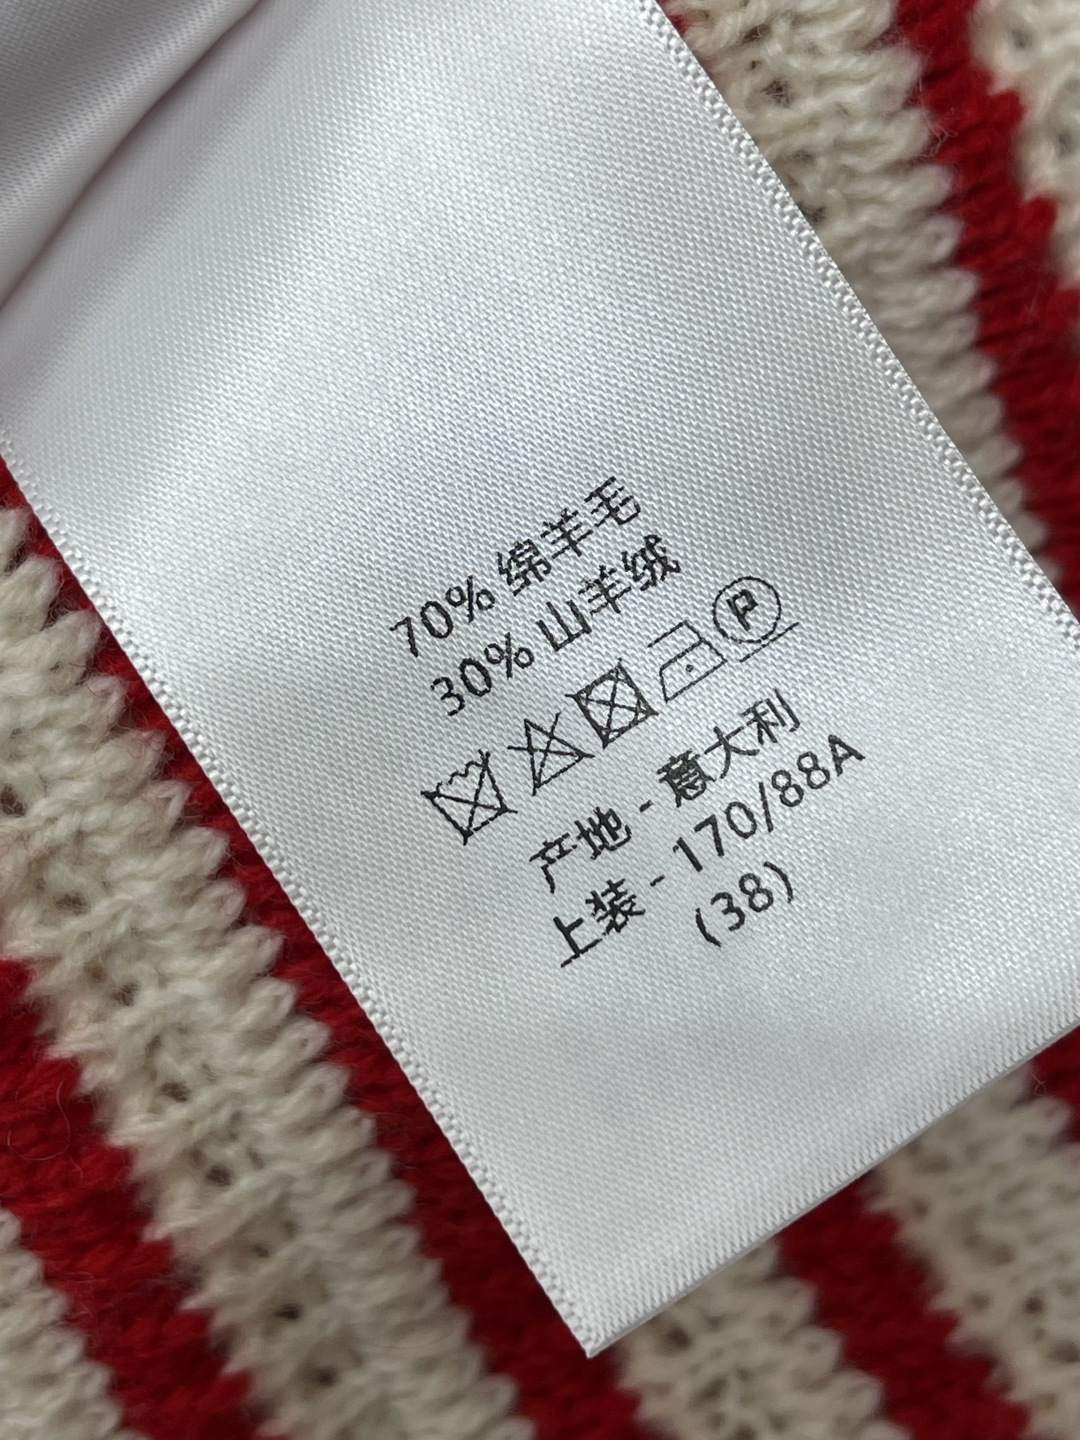 70% 绵羊毛
30% 山羊绒
P
产地 - 意大利
上装 - 170/88A
(38)